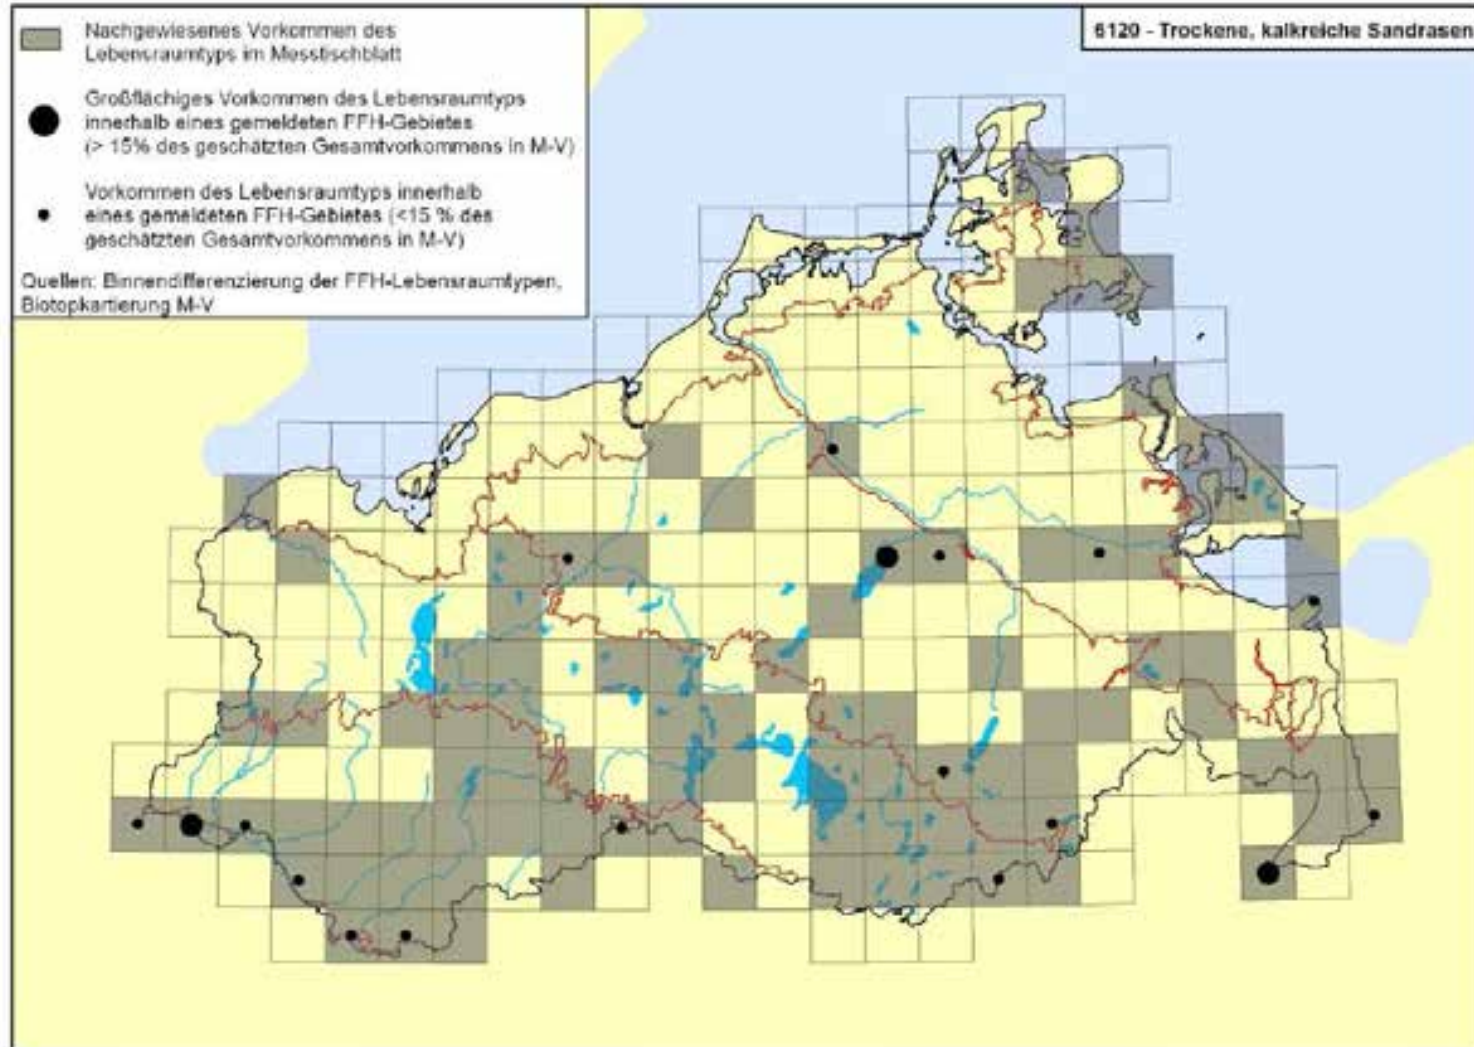 Nachgewiesenes Vorkommen des
Lebensraumtyps im Messtischblatt
Großflächiges Vorkommen des Lebensraumtyps
innerhalb eines gemeldeten FFH-Gebietes
(> 15% des geschätzten Gesamtvorkommens in M-V)
Vorkommen des Lebensraumtyps innerhalb
eines gemeldeten FFH-Gebietes (<15 % des
geschätzten Gesamtvorkommens in M-V)
Quellen: Binnendifferenzierung der FFH-Lebensraumtypen,
Biotopkartierung M-V
6120 - Trockene, kalkreiche Sandrasen